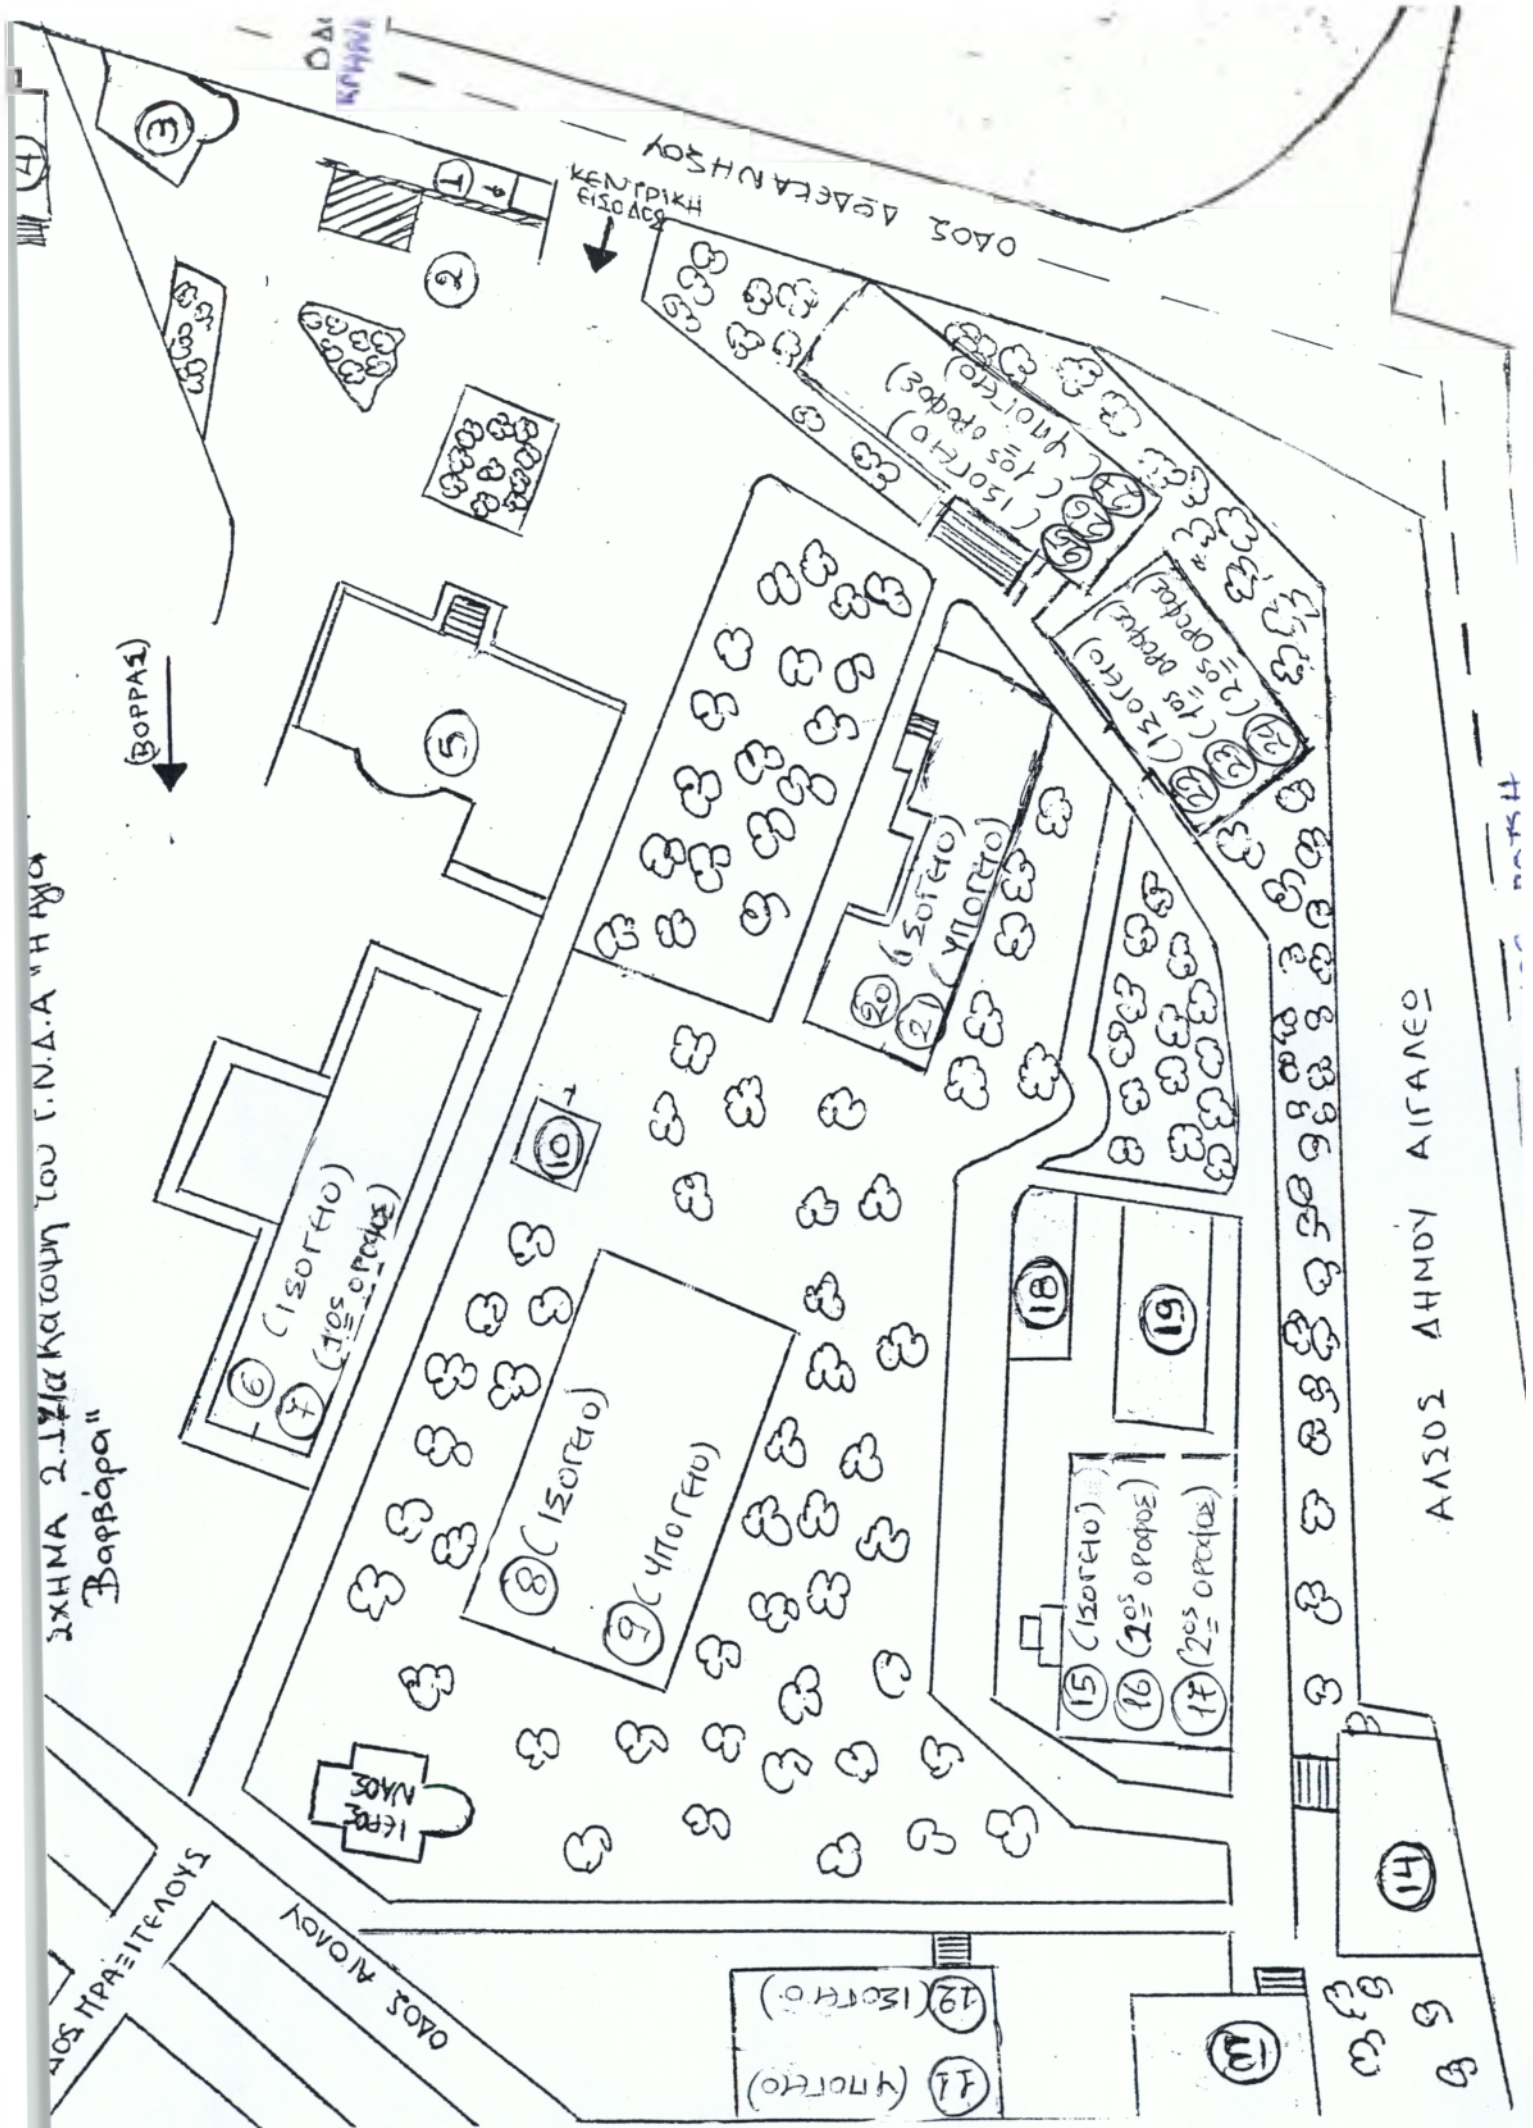 ΣΧΗΜΑ 2.12/α Κάτοψη του Γ.Ν.Δ.Α "Η Αγία
Βαρβάρα"
(ΒΟΡΡΑΣ)
4
3
1
2
ΚΕΝΤΡΙΚΗ
ΕΙΣΟΔΟΣ
ΟΔΟΣ ΔΩΔΕΚΑΝΗΣΟΥ
5
6 (ΙΣΟΓΕΙΟ)
7 (1ος ΟΡΟΦΟΣ)
10
8 (ΙΣΟΓΕΙΟ)
9 (ΥΠΟΓΕΙΟ)
ΙΕΡΟΣ
ΝΑΟΣ
20 (ΙΣΟΓΕΙΟ)
21 (ΥΠΟΓΕΙΟ)
25 (ΙΣΟΓΕΙΟ)
26 (1ος ΟΡΟΦΟΣ)
27 (ΥΠΟΓΕΙΟ)
22 (ΙΣΟΓΕΙΟ)
23 (1ος ΟΡΟΦΟΣ)
24 (2ος ΟΡΟΦΟΣ)
18
19
15 (ΙΣΟΓΕΙΟ)
16 (2ος ΟΡΟΦΟΣ)
17 (2ος ΟΡΟΦΟΣ)
14
12 (ΙΣΟΓΕΙΟ)
11 (ΥΠΟΓΕΙΟ)
ΟΔΟΣ ΑΙΟΛΟΥ
ΠΡΑΞΙΤΕΛΟΥΣ
ΑΛΣΟΣ ΔΗΜΟΥ ΑΙΓΑΛΕΩ